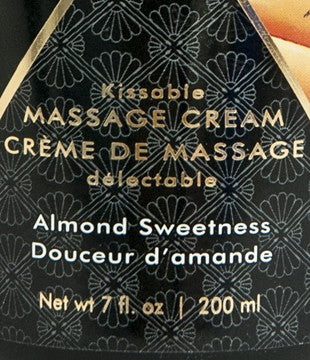 Kissable
MASSAGE CREAM
CRÈME DE MASSAGE
délectable
Almond Sweetness
Douceur d'amande
Net wt 7 fl. oz | 200 ml